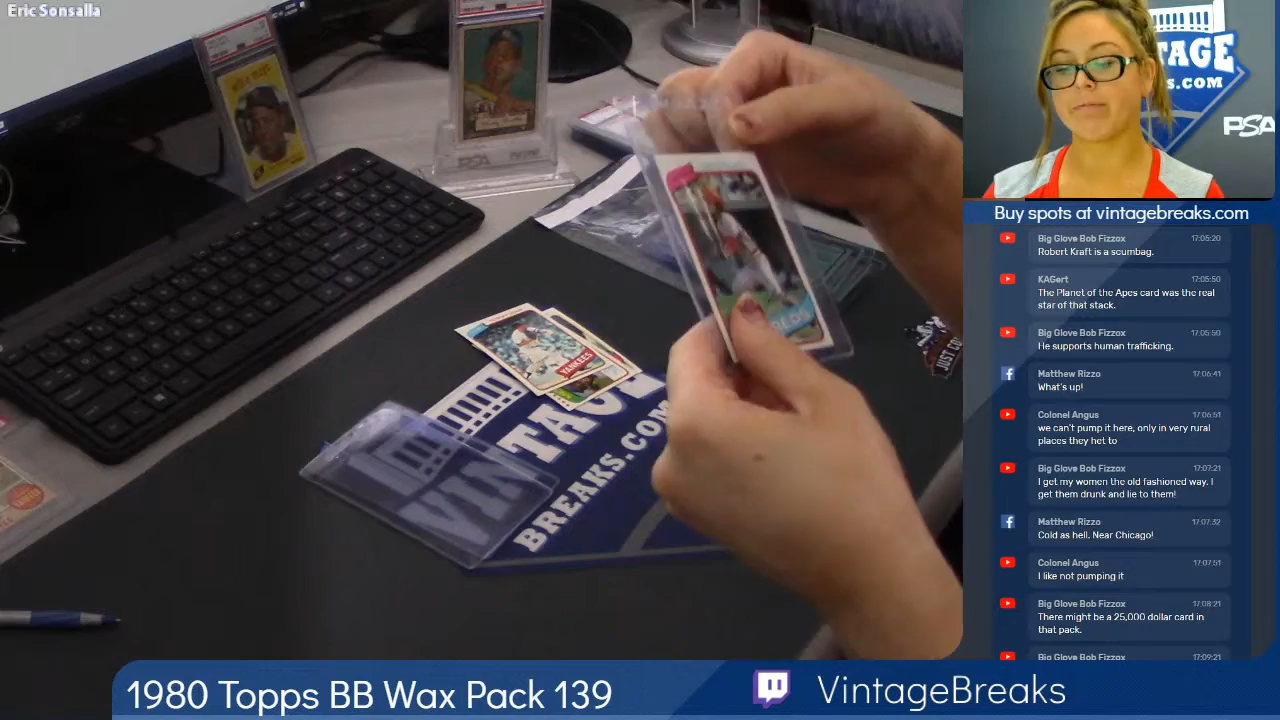 Eric Sonsalla
TAGE
S.COM
PSA
Buy spots at vintagebreaks.com
Big Glove Bob Fizzox 17:05:20
Robert Kraft is a scumbag.
KAGert 17:05:50
The Planet of the Apes card was the real
star of that stack.
Big Glove Bob Fizzox 17:05:50
He supports human trafficking.
Matthew Rizzo 17:06:41
What's up!
Colonel Angus 17:06:51
we can't pump it here, only in very rural
places they het to
Big Glove Bob Fizzox 17:07:21
I get my women the old fashioned way. I
get them drunk and lie to them!
Matthew Rizzo 17:07:32
Cold as hell. Near Chicago!
Colonel Angus 17:07:51
I like not pumping it
Big Glove Bob Fizzox 17:08:21
There might be a 25,000 dollar card in
that pack.
Big Glove Bob Fizzox 17:09:21
PSA
YANKEES
JUST CO
VINTAGE
BREAKS.COM
1980 Topps BB Wax Pack 139
VintageBreaks